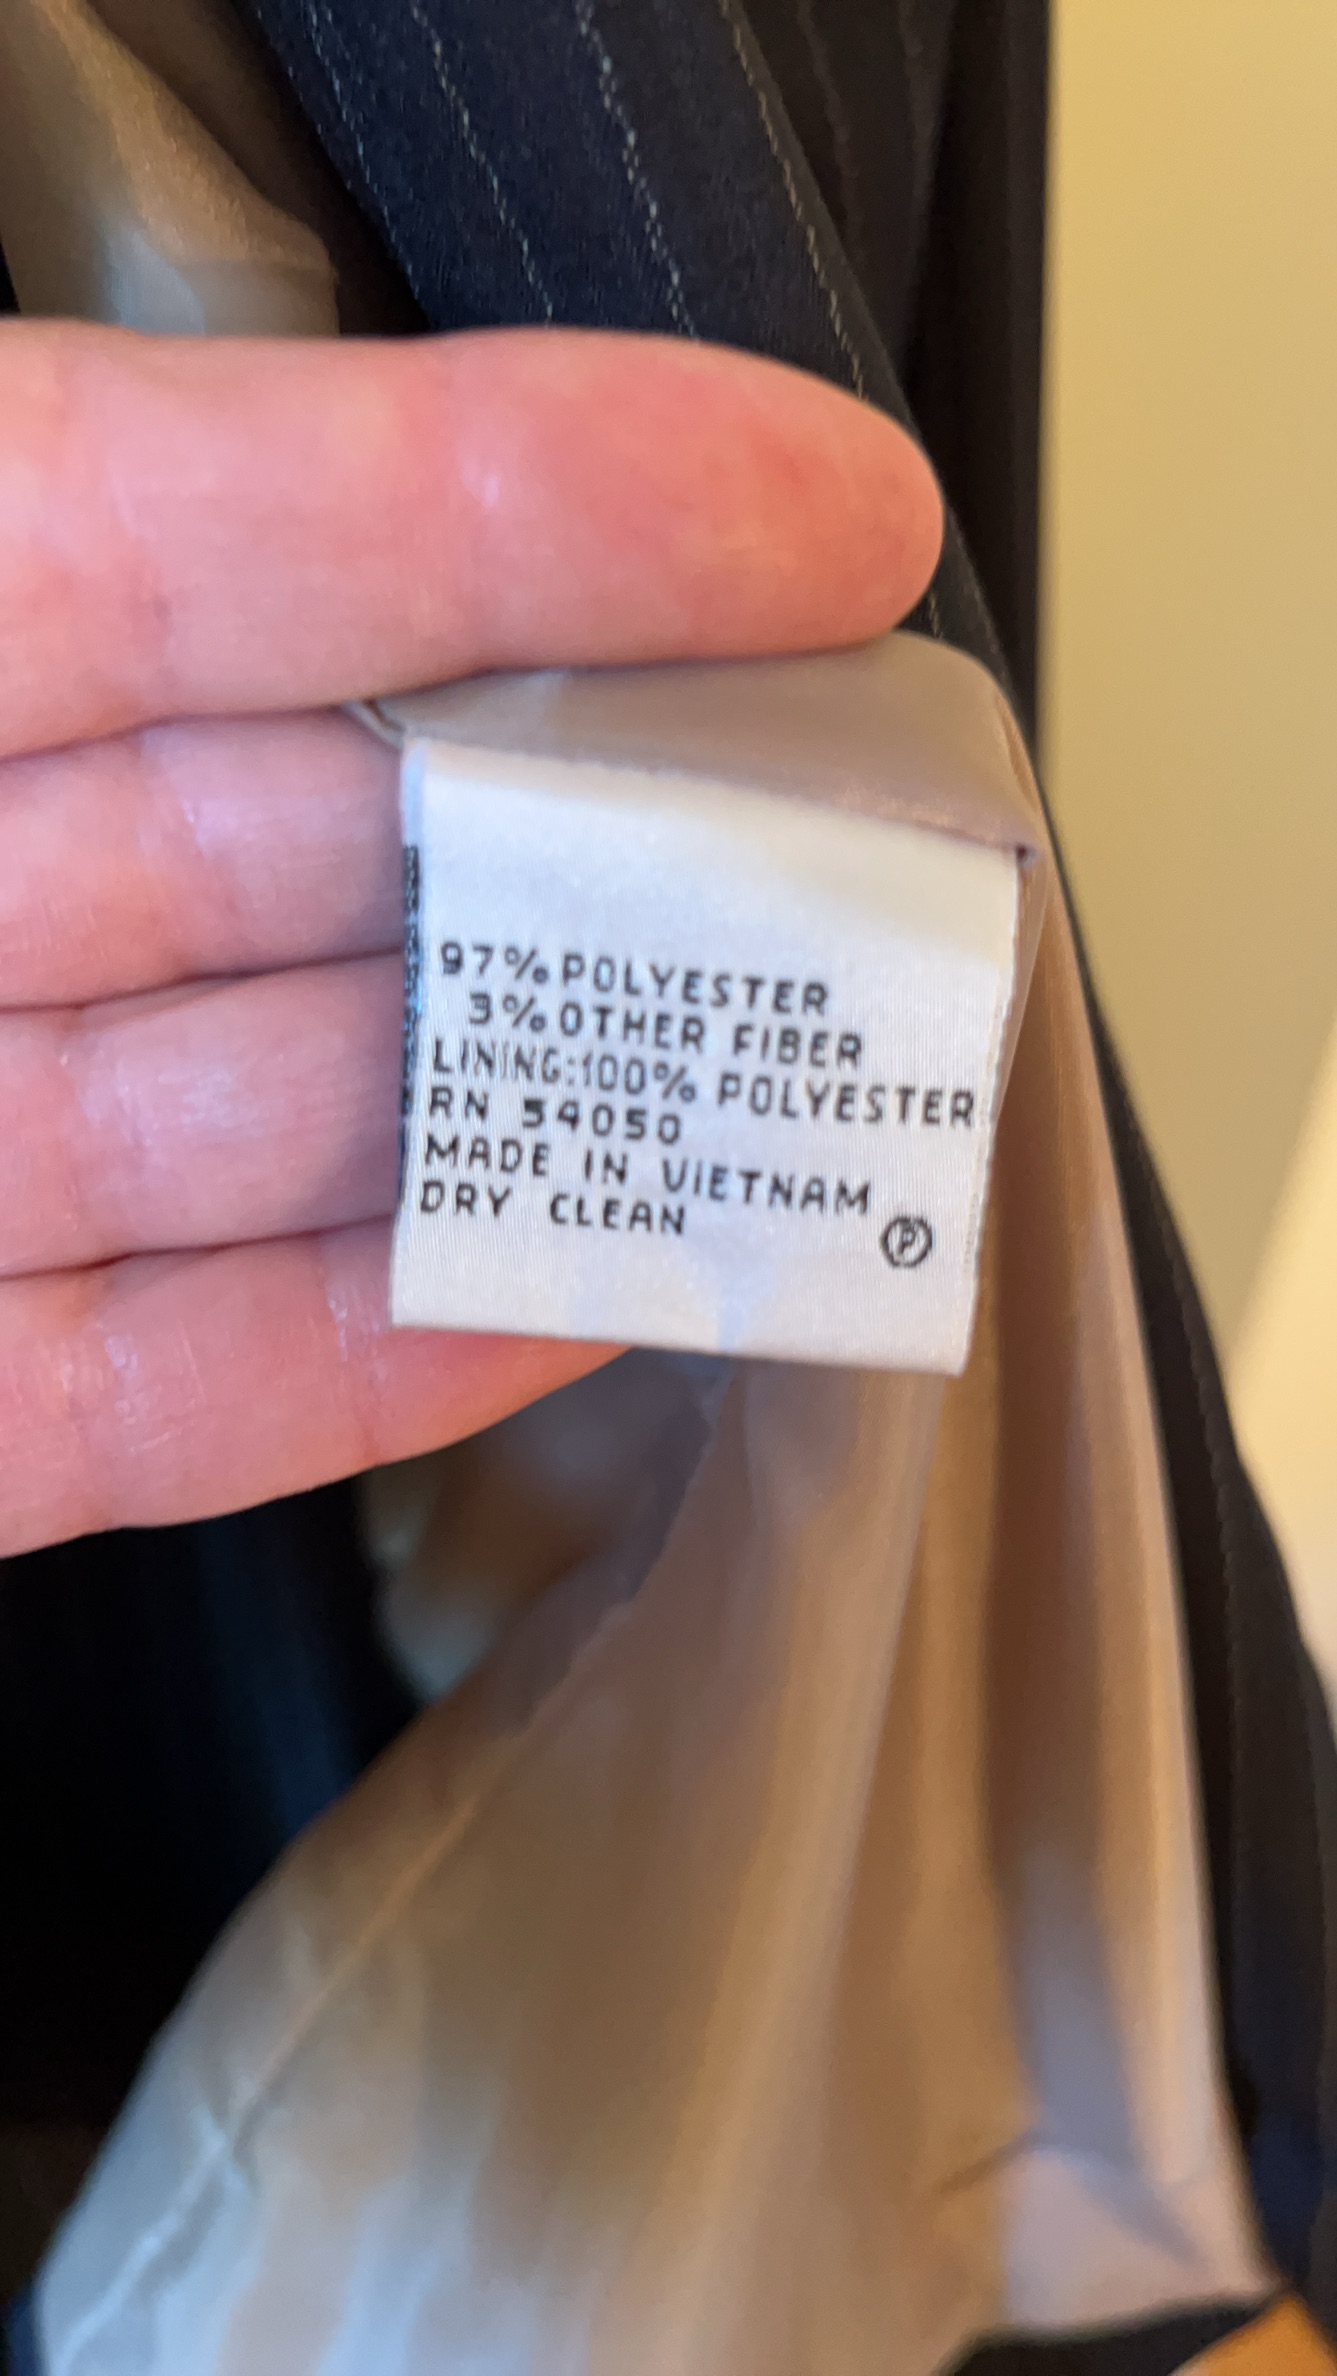 97% POLYESTER
3% OTHER FIBER
LINING:100% POLYESTER
RN 54050
MADE IN VIETNAM
DRY CLEAN
Ⓟ